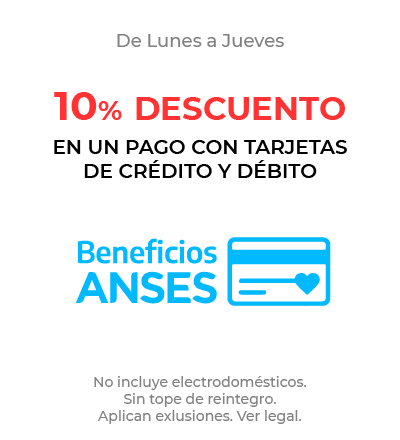 De Lunes a Jueves
10% DESCUENTO
EN UN PAGO CON TARJETAS
DE CRÉDITO Y DÉBITO
Beneficios
ANSES
No incluye electrodomésticos.
Sin tope de reintegro.
Aplican exlusiones. Ver legal.